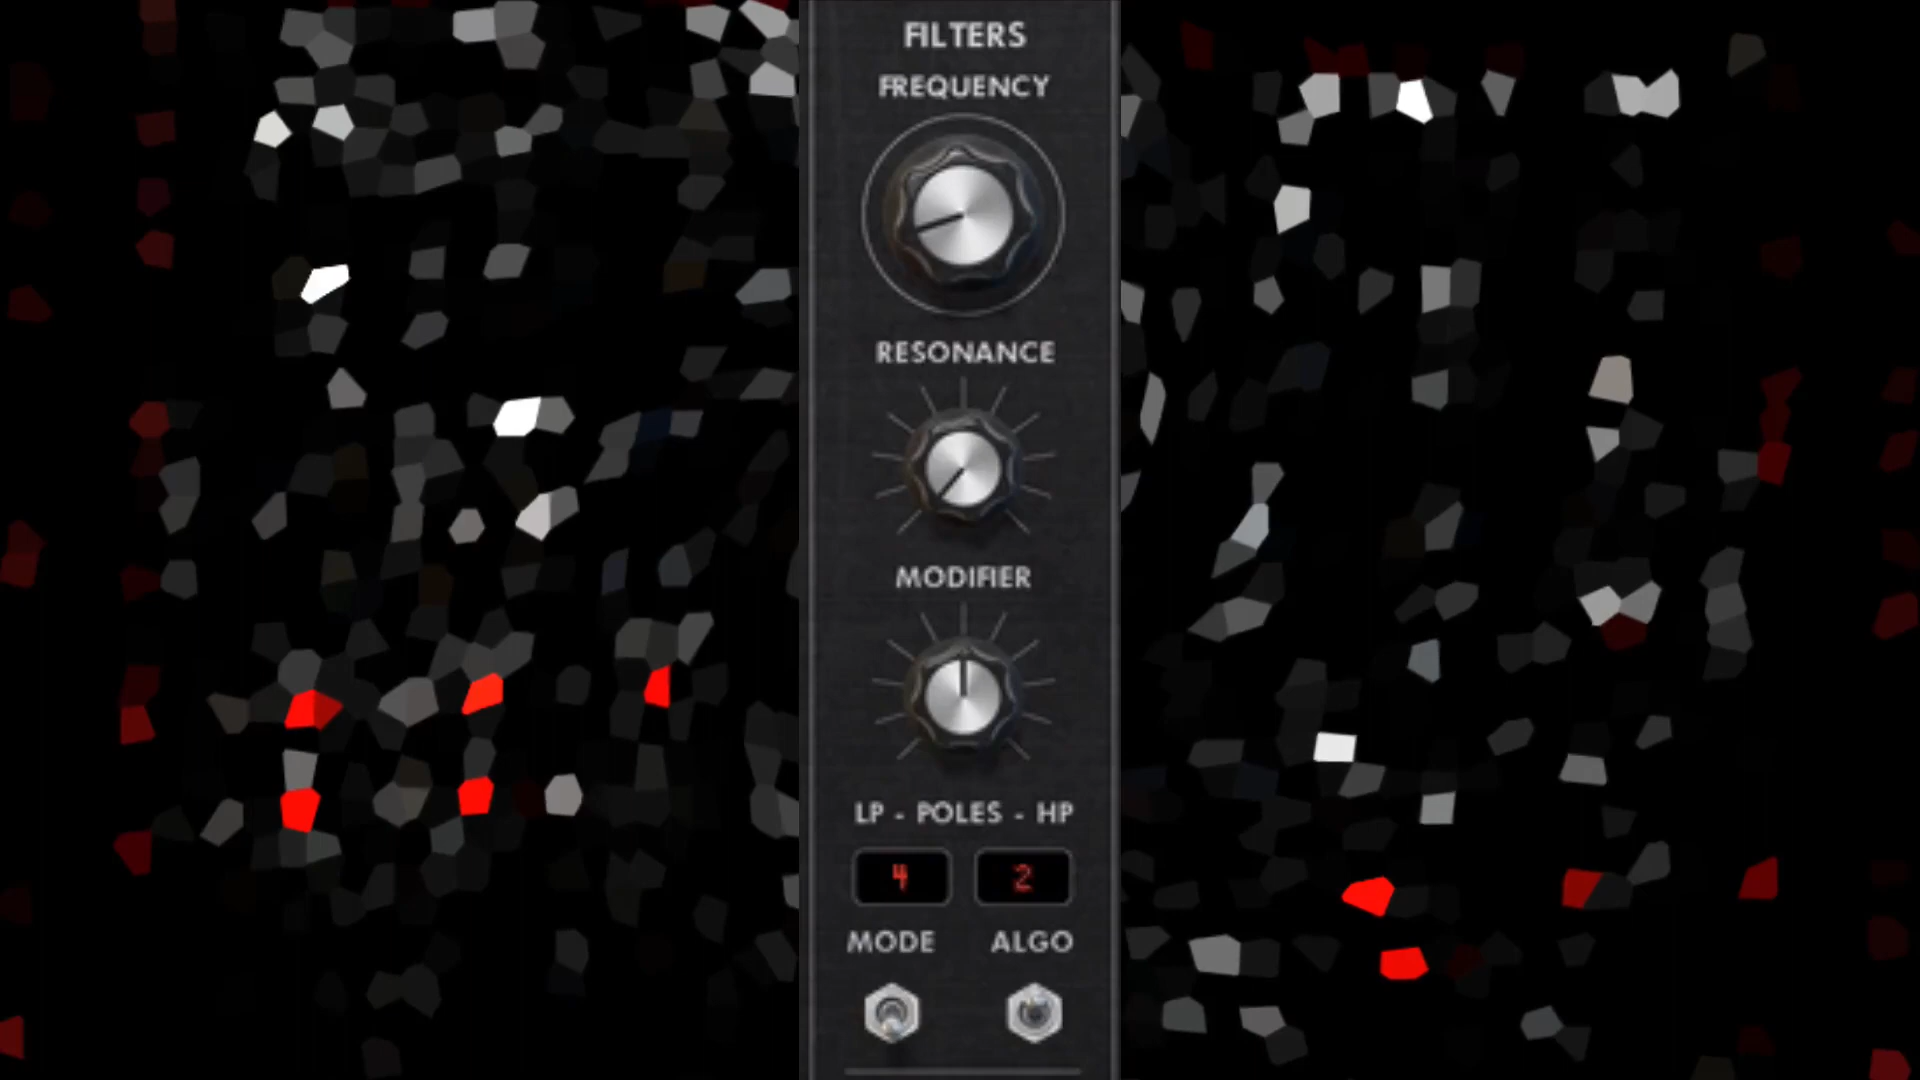 FILTERS
FREQUENCY
RESONANCE
MODIFIER
LP - POLES - HP
4 2
MODE ALGO